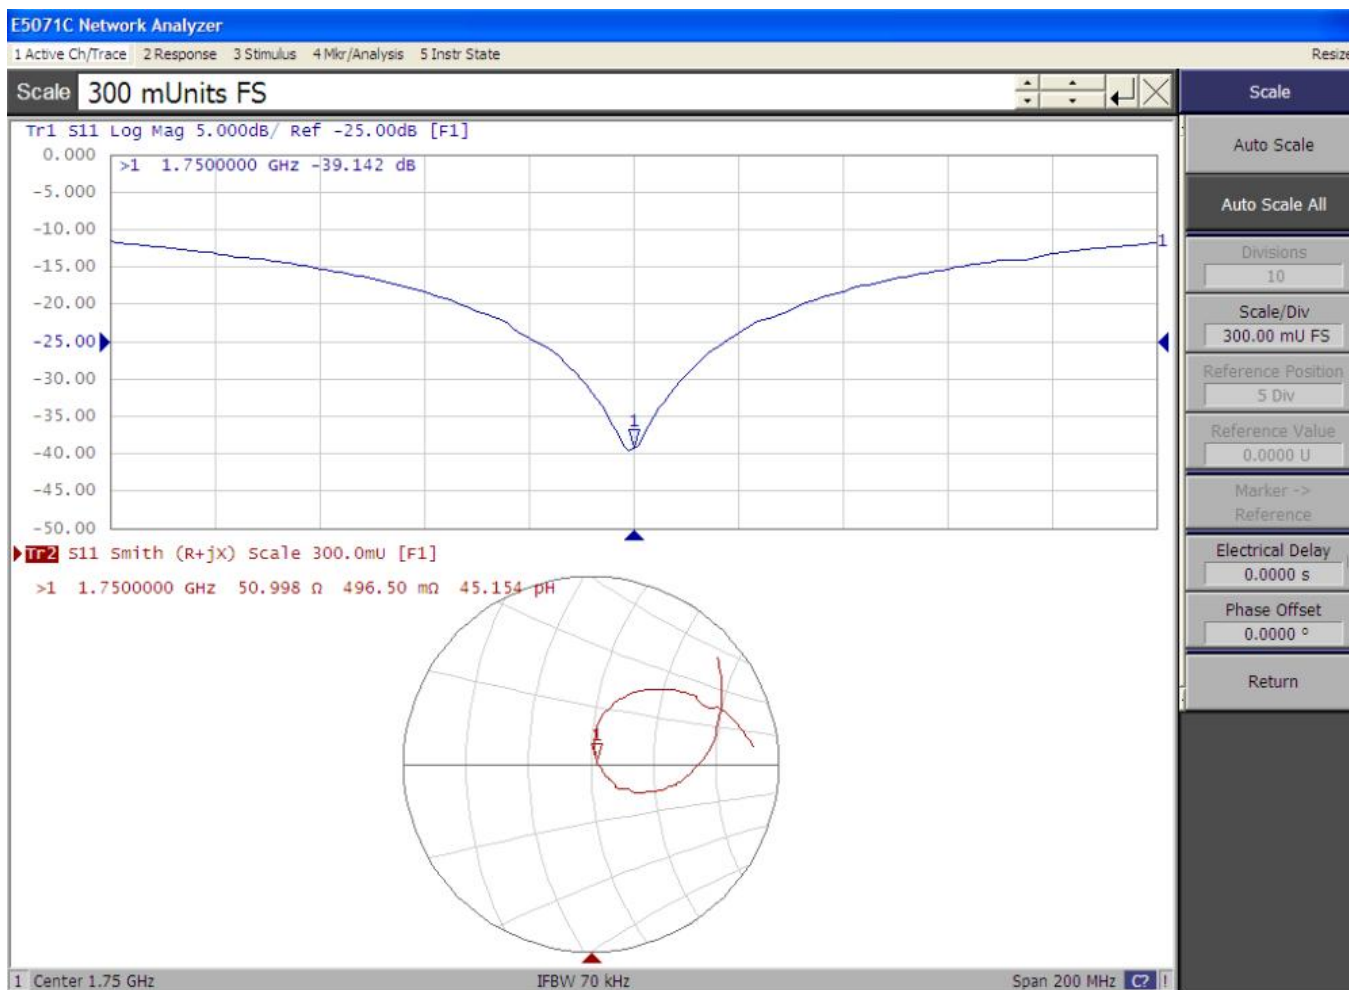 E5071C Network Analyzer
1 Active Ch/Trace 2 Response 3 Stimulus 4 Mkr/Analysis 5 Instr State Resize
Scale 300 mUnits FS
Scale
Tr1 S11 Log Mag 5.000dB/ Ref -25.00dB [F1]
>1 1.7500000 GHz -39.142 dB
0.000
-5.000
-10.00
-15.00
-20.00
-25.00
-30.00
-35.00
-40.00
-45.00
-50.00
1
1
Tr2 S11 Smith (R+jX) Scale 300.0mU [F1]
>1 1.7500000 GHz 50.998 Ω 496.50 mΩ 45.154 pH
1
Auto Scale
Auto Scale All
Divisions
10
Scale/Div
300.00 mU FS
Reference Position
5 Div
Reference Value
0.0000 U
Marker ->
Reference
Electrical Delay
0.0000 s
Phase Offset
0.0000 °
Return
1 Center 1.75 GHz IFBW 70 kHz Span 200 MHz C? !